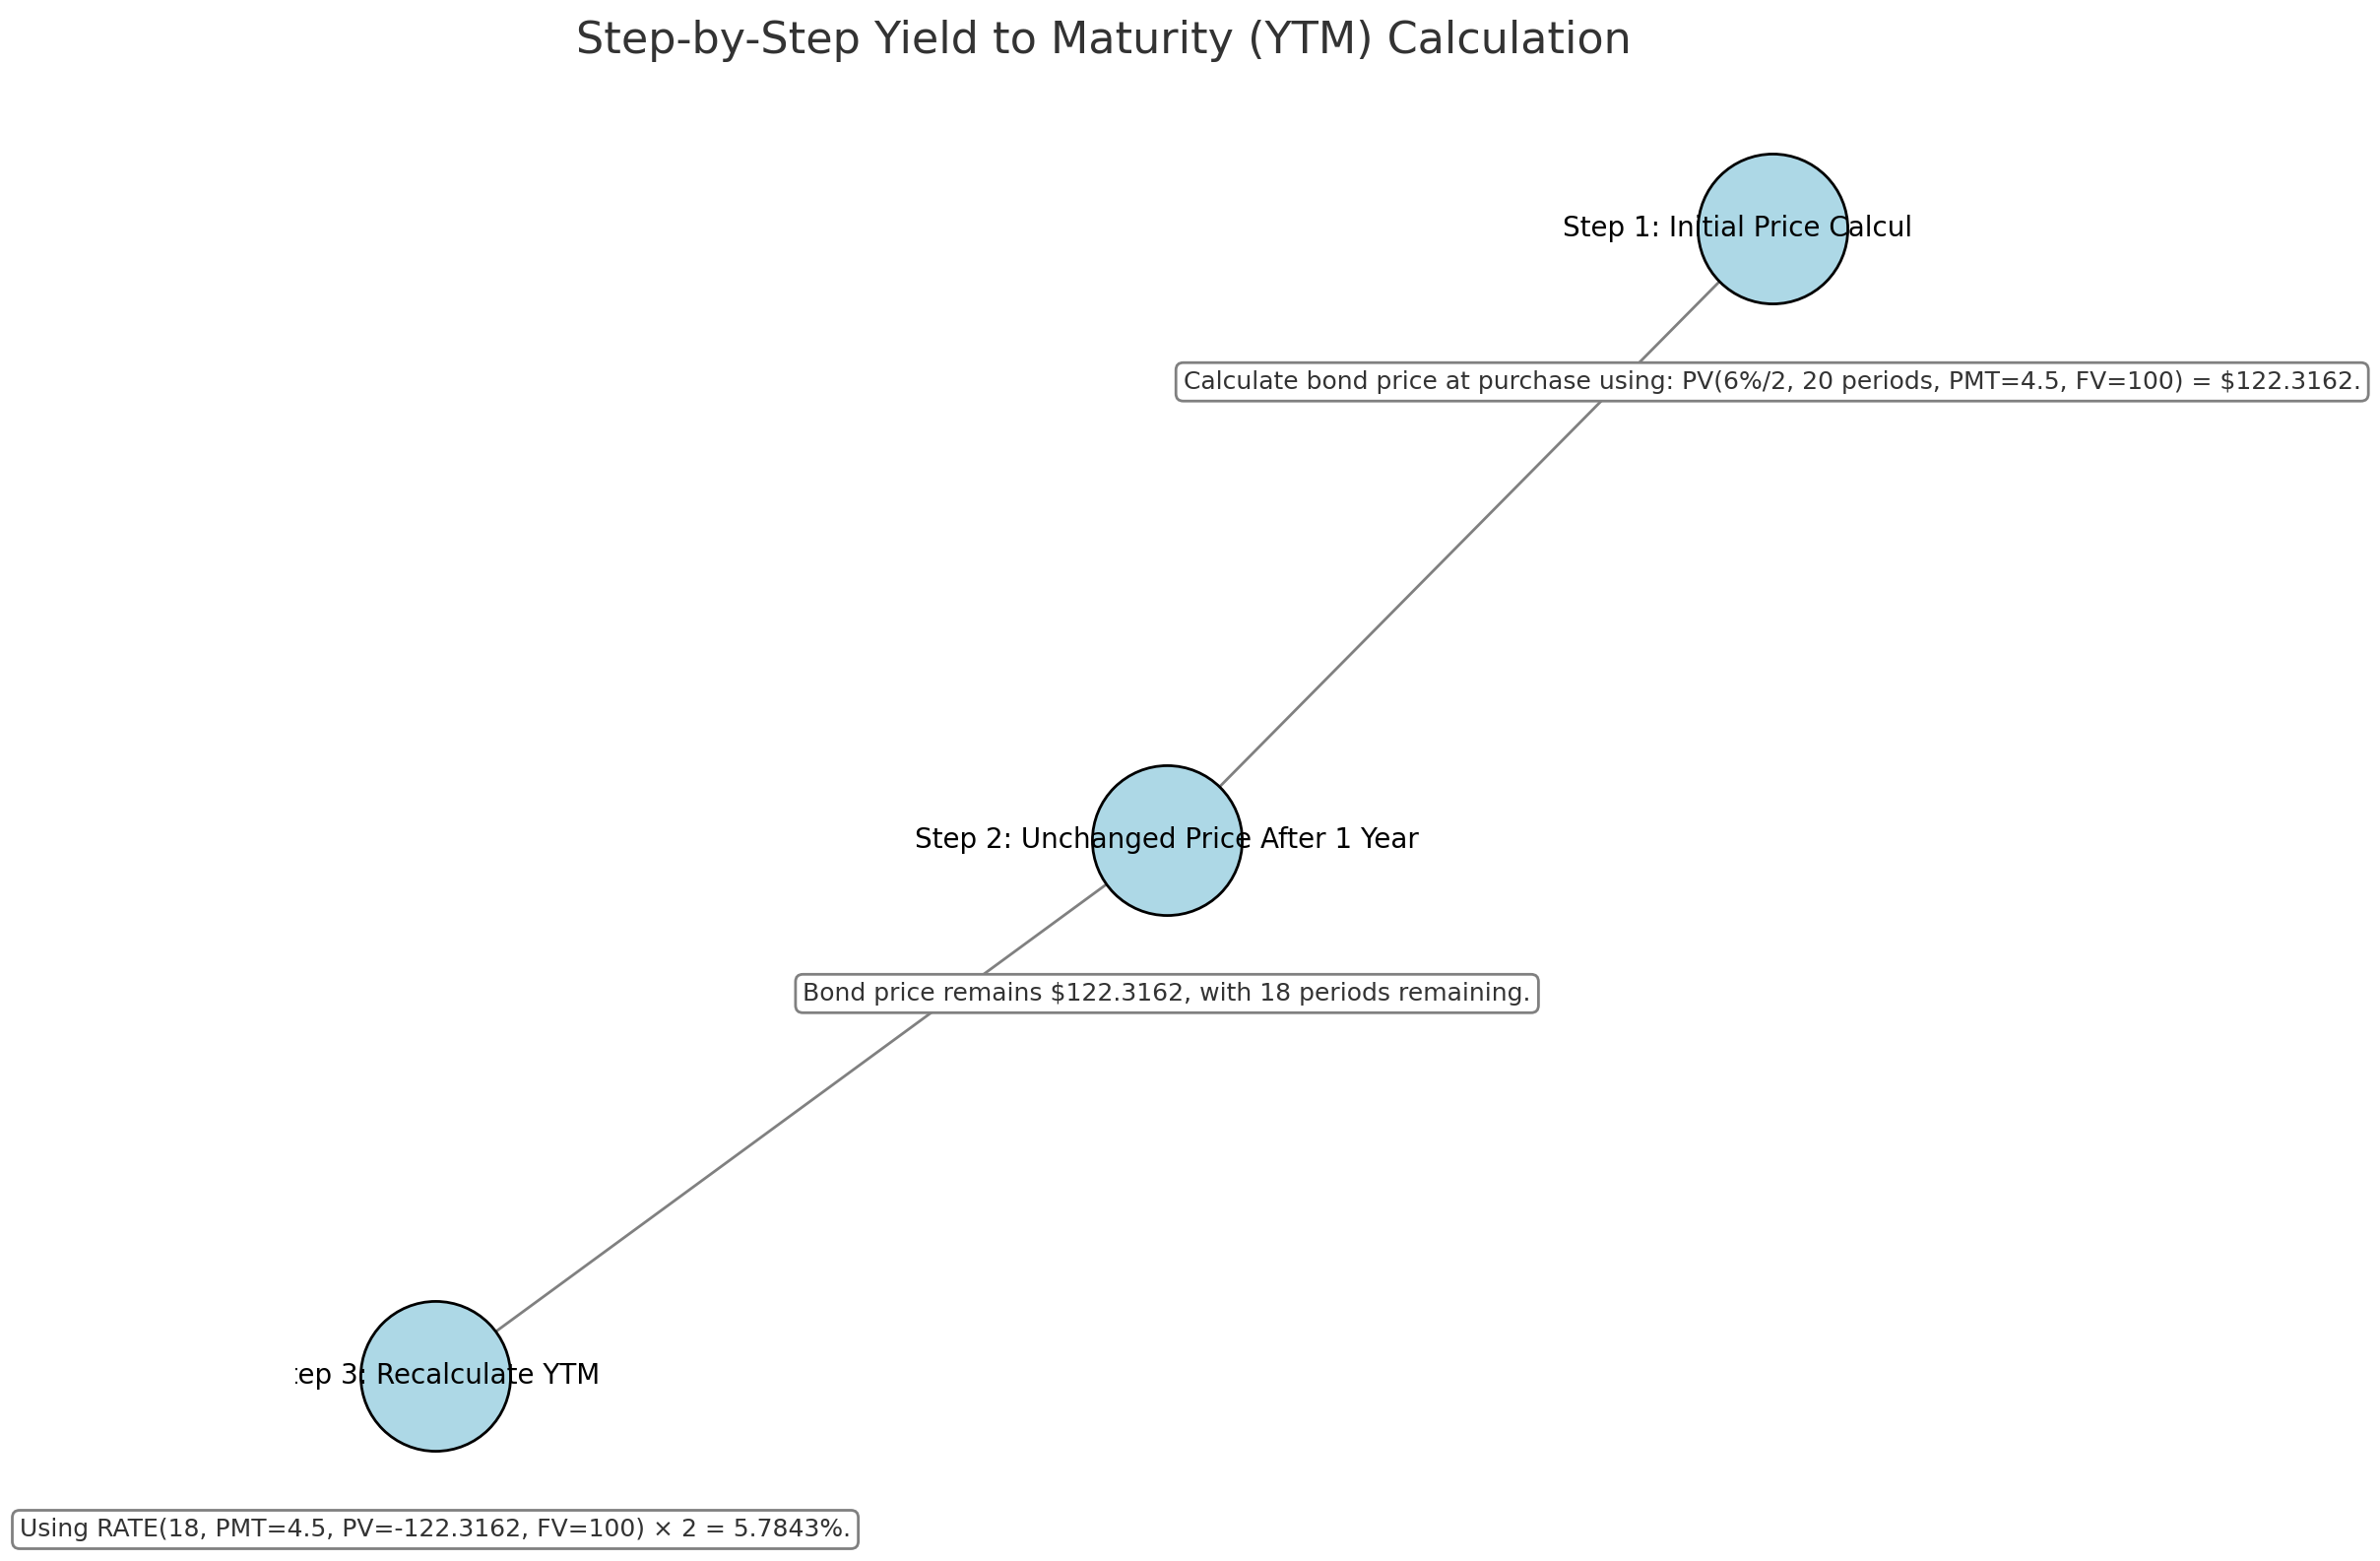 Step-by-Step Yield to Maturity (YTM) Calculation
Step 1: Initial Price Calcul
Calculate bond price at purchase using: PV(6%/2, 20 periods, PMT=4.5, FV=100) = $122.3162.
Step 2: Unchanged Price After 1 Year
Bond price remains $122.3162, with 18 periods remaining.
tep 3: Recalculate YTM
Using RATE(18, PMT=4.5, PV=-122.3162, FV=100) × 2 = 5.7843%.